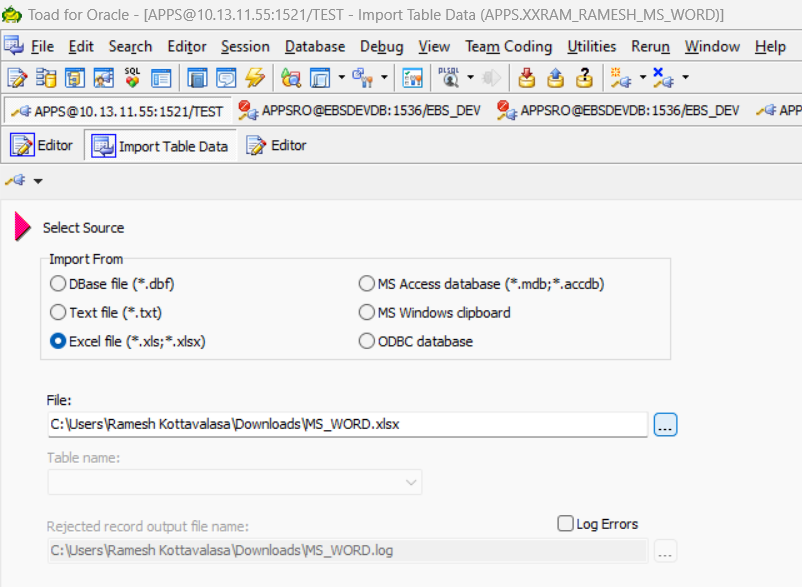 Toad for Oracle - [APPS@10.13.11.55:1521/TEST - Import Table Data (APPS.XXRAM_RAMESH_MS_WORD)]
File Edit Search Editor Session Database Debug View Team Coding Utilities Rerun Window Help
SQL PL/SQL
APPS@10.13.11.55:1521/TEST APPSRO@EBSDEVDB:1536/EBS_DEV APPSRO@EBSDEVDB:1536/EBS_DEV APP
Editor Import Table Data Editor
Select Source
Import From
DBase file (*.dbf) MS Access database (*.mdb;*.accdb)
Text file (*.txt) MS Windows clipboard
Excel file (*.xls;*.xlsx) ODBC database
File:
C:\Users\Ramesh Kottavalasa\Downloads\MS_WORD.xlsx ...
Table name:
Rejected record output file name: Log Errors
C:\Users\Ramesh Kottavalasa\Downloads\MS_WORD.log ...